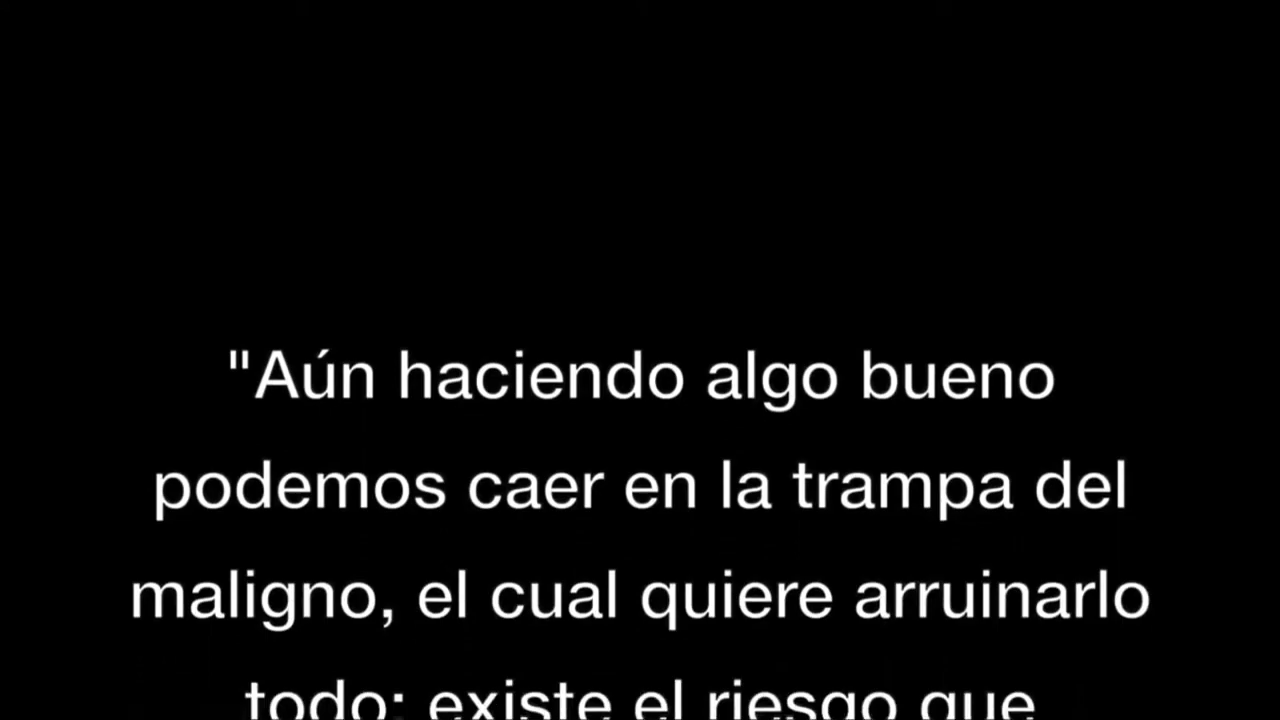 "Aún haciendo algo bueno
podemos caer en la trampa del
maligno, el cual quiere arruinarlo
todo: existe el riesgo que